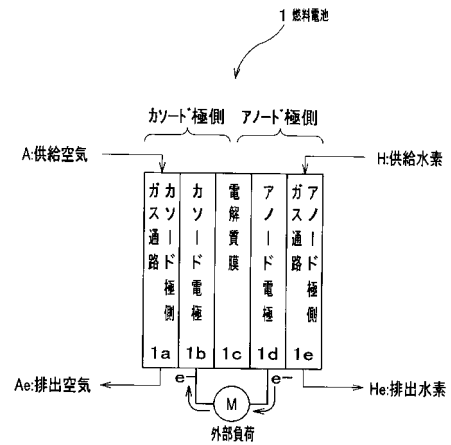 1 燃料電池
カソード極側 アノード極側
A:供給空気
H:供給水素
カソード極側
ガス通路
1a
カソード電極
1b
電解質膜
1c
アノード電極
1d
アノード極側
ガス通路
1e
Ae:排出空気
e−
M
e−
He:排出水素
外部負荷